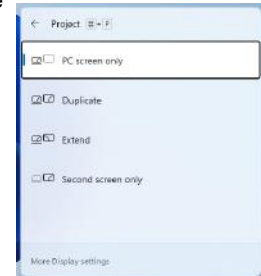 Project ⊞ + P
PC screen only
Duplicate
Extend
Second screen only
More Display settings